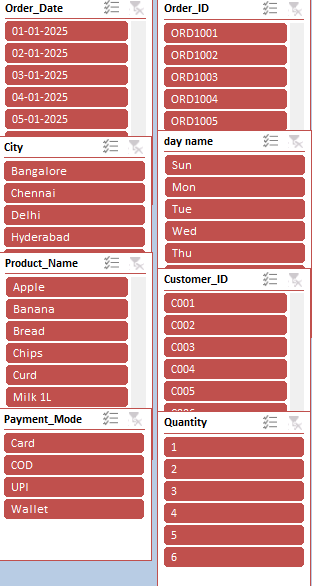 Order_Date
01-01-2025
02-01-2025
03-01-2025
04-01-2025
05-01-2025
City
Bangalore
Chennai
Delhi
Hyderabad
Product_Name
Apple
Banana
Bread
Chips
Curd
Milk 1L
Payment_Mode
Card
COD
UPI
Wallet
Order_ID
ORD1001
ORD1002
ORD1003
ORD1004
ORD1005
day name
Sun
Mon
Tue
Wed
Thu
Customer_ID
C001
C002
C003
C004
C005
Quantity
1
2
3
4
5
6